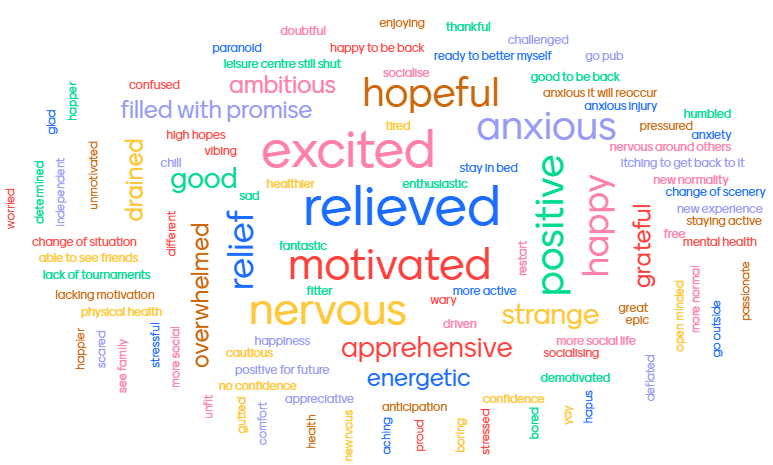 enjoying
thankful
doubtful
challenged
paranoid
happy to be back
ready to better myself
go pub
leisure centre still shut
socialise
good to be back
confused
ambitious
hopeful
anxious it will reoccur
happer
glad
filled with promise
anxious injury
humbled
tired
anxious
pressured
anxiety
high hopes
excited
nervous around others
vibing
chill
stay in bed
itching to get back to it
worried
determined
Independent
unmotivated
drained
good
healthier
enthusiastic
positive
happy
new normality
change of scenery
sad
relieved
new experience
staying active
different
relief
grateful
free
mental health
change of situation
overwhelmed
fantastic
restart
able to see friends
motivated
lack of tournaments
open minded
more normal
passionate
lacking motivation
fitter
more active
go outside
physical health
nervous
wary
strange
great
epic
driven
happier
scared
see family
stressful
more social
happiness
apprehensive
more social life
cautious
socialising
positive for future
energetic
demotivated
deflated
no confidence
unfit
gutted
comfort
appreciative
anticipation
confidence
health
newrvous
aching
proud
boring
stressed
bored
yay
hapus